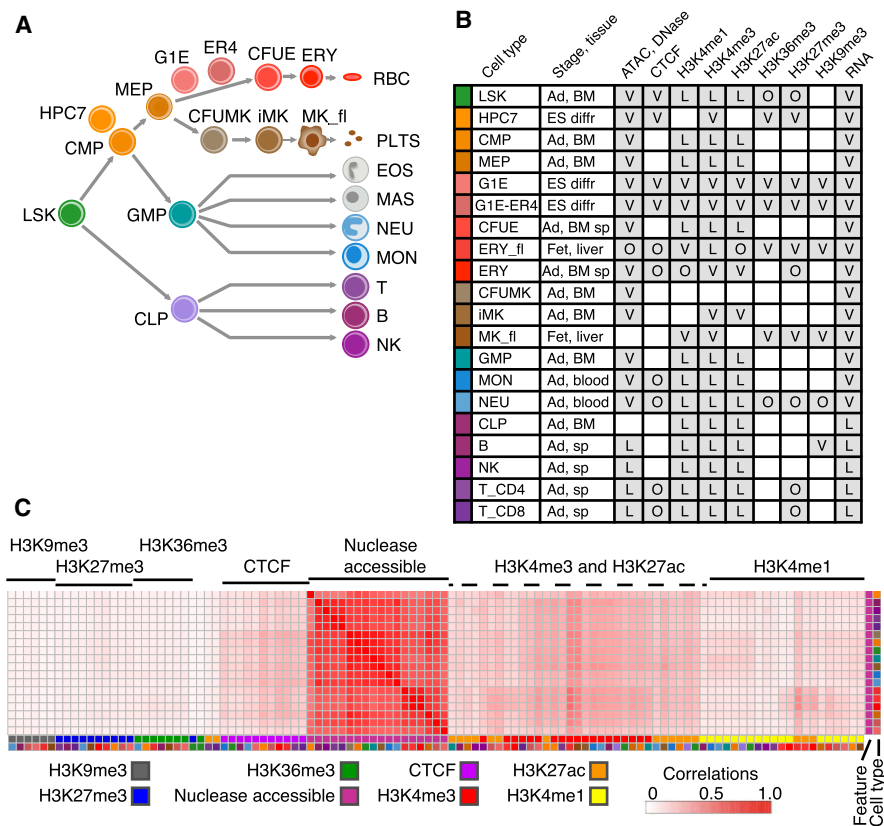 A
G1E
ER4
CFUE
ERY
RBC
MEP
HPC7
CFUMK
iMK
MK_fl
PLTS
CMP
EOS
MAS
LSK
GMP
NEU
MON
CLP
T
B
NK
B
Cell type Stage, tissue ATAC, DNase CTCF H3K4me1 H3K4me3 H3K27ac H3K36me3 H3K27me3 H3K9me3 RNA
LSK Ad, BM V V L L L O O V
HPC7 ES diffr V V V V V V
CMP Ad, BM V L L L V
MEP Ad, BM V L L L V
G1E ES diffr V V V V V V V V V
G1E-ER4 ES diffr V V V V V V V V V
CFUE Ad, BM sp V L L L V
ERY_fl Fet, liver O O V L O V V V V
ERY Ad, BM sp V O O V V O V
CFUMK Ad, BM V V
iMK Ad, BM V V V V
MK_fl Fet, liver V V V V V V
GMP Ad, BM V L L L V
MON Ad, blood V O L L L V
NEU Ad, blood V O L L L O O O V
CLP Ad, BM L L L L
B Ad, sp L L L L V L
NK Ad, sp L L L L L
T_CD4 Ad, sp L O L L L O L
T_CD8 Ad, sp L O L L L O L
C
H3K9me3
H3K27me3
H3K36me3
CTCF
Nuclease
accessible
H3K4me3 and H3K27ac
H3K4me1
H3K9me3
H3K36me3
CTCF
H3K27ac
H3K27me3
Nuclease accessible
H3K4me3
H3K4me1
Correlations
0 0.5 1.0
Feature
Cell type